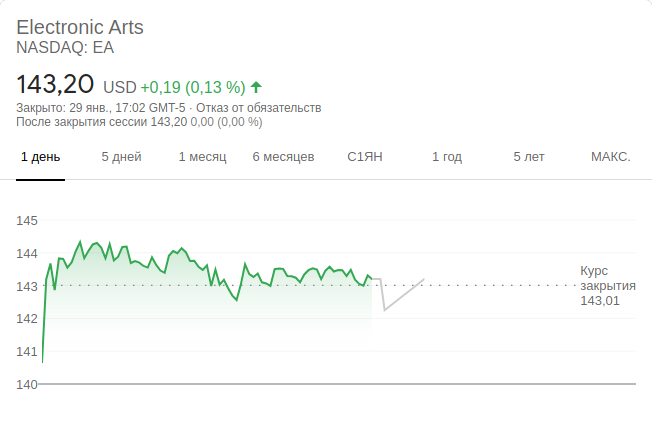 Electronic Arts
NASDAQ: EA
143,20 USD +0,19 (0,13 %)
Закрыто: 29 янв., 17:02 GMT-5 · Отказ от обязательств
После закрытия сессии 143,20 0,00 (0,00 %)
1 день 5 дней 1 месяц 6 месяцев С1ЯН 1 год 5 лет МАКС.
145
144
143
142
141
140
Курс
закрытия
143,01